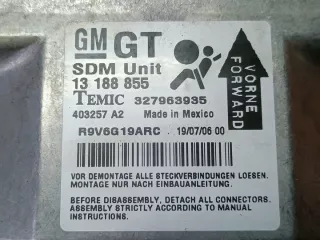 GM GT
SDM Unit
13 188 855
TEMIC 327963935
403257 A2 Made in Mexico
R9V6G19ARC 19/07/06 00
VORNE
FORWARD
VOR DEMONTAGE ALLE STECKVERBINDUNGEN LOESEN.
MONTAGE NUR NACH EINBAUANLEITUNG.
BEFORE DISASSEMBLY, DETACH ALL CONNECTORS.
ASSEMBLY STRICTLY ACCORDING TO MANUAL
INSTRUCTIONS.